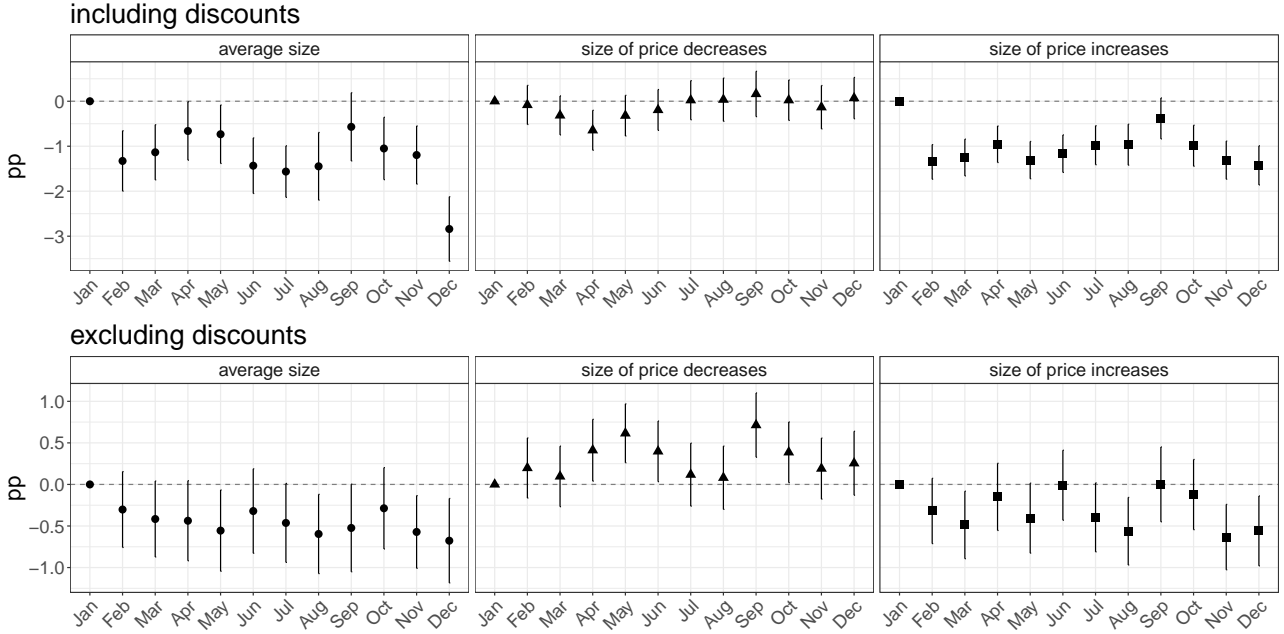 including discounts
average size size of price decreases size of price increases
pp
0
−1
−2
−3
Jan Feb Mar Apr May Jun Jul Aug Sep Oct Nov Dec Jan Feb Mar Apr May Jun Jul Aug Sep Oct Nov Dec Jan Feb Mar Apr May Jun Jul Aug Sep Oct Nov Dec
excluding discounts
average size size of price decreases size of price increases
pp
1.0
0.5
0.0
−0.5
−1.0
Jan Feb Mar Apr May Jun Jul Aug Sep Oct Nov Dec Jan Feb Mar Apr May Jun Jul Aug Sep Oct Nov Dec Jan Feb Mar Apr May Jun Jul Aug Sep Oct Nov Dec